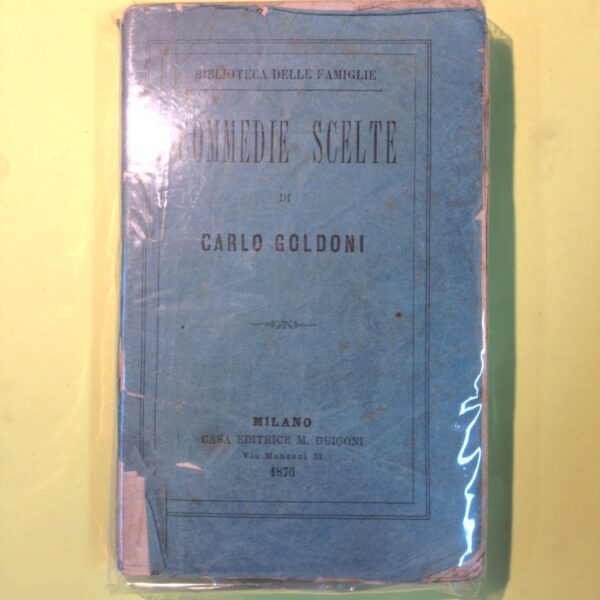 BIBLIOTECA DELLE FAMIGLIE
COMMEDIE SCELTE
DI
CARLO GOLDONI
MILANO
CASA EDITRICE M. GUIGONI
Via Manzoni 31
1876